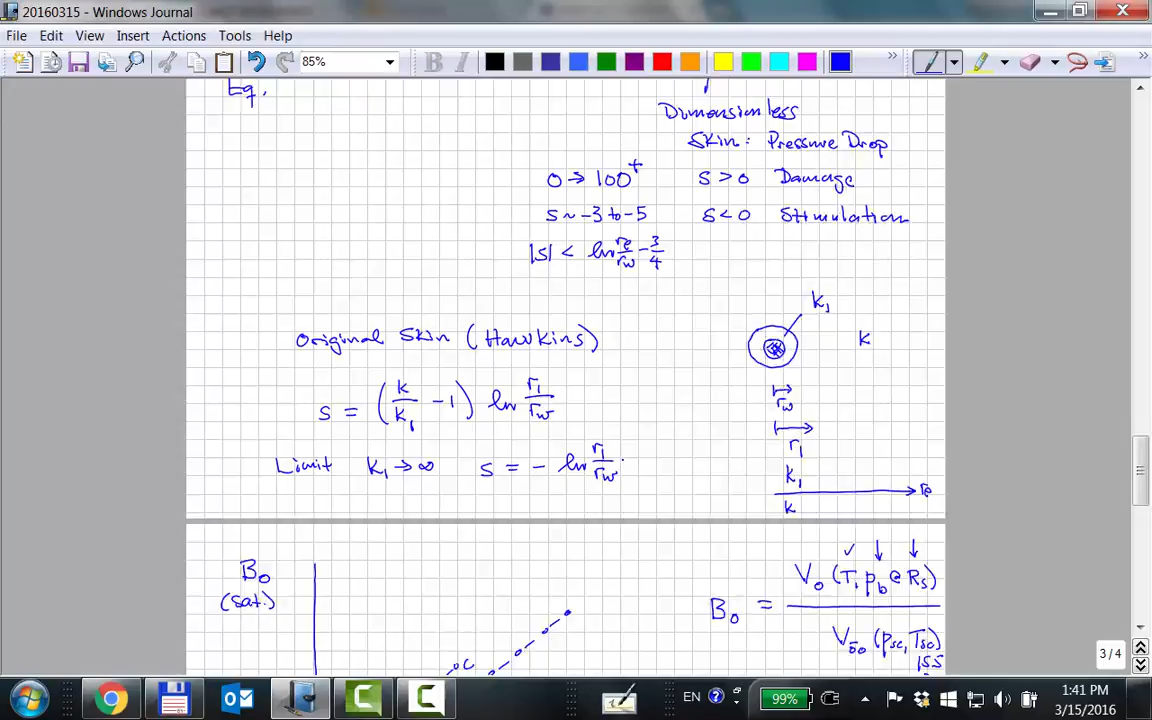 20160315 - Windows Journal
File Edit View Insert Actions Tools Help
85%
Eq.
Dimensionless
Skin: Pressure Drop
0 → 100⁺ s > 0 Damage
s ~ -3 to -5 s < 0 Stimulation
|s| < ln re/rw - 3/4
Original Skin (Hawkins)
k₁
k
s = (k/k₁ - 1) ln r₁/rw
rw
r₁
Limit k₁ → ∞ s = - ln r₁/rw
k₁
re
k
Bo
(sat.)
Bo = Vo (T, pb @ Rs) / Vōo (psc, Tsc)
3 / 4
EN
99%
1:41 PM
3/15/2016